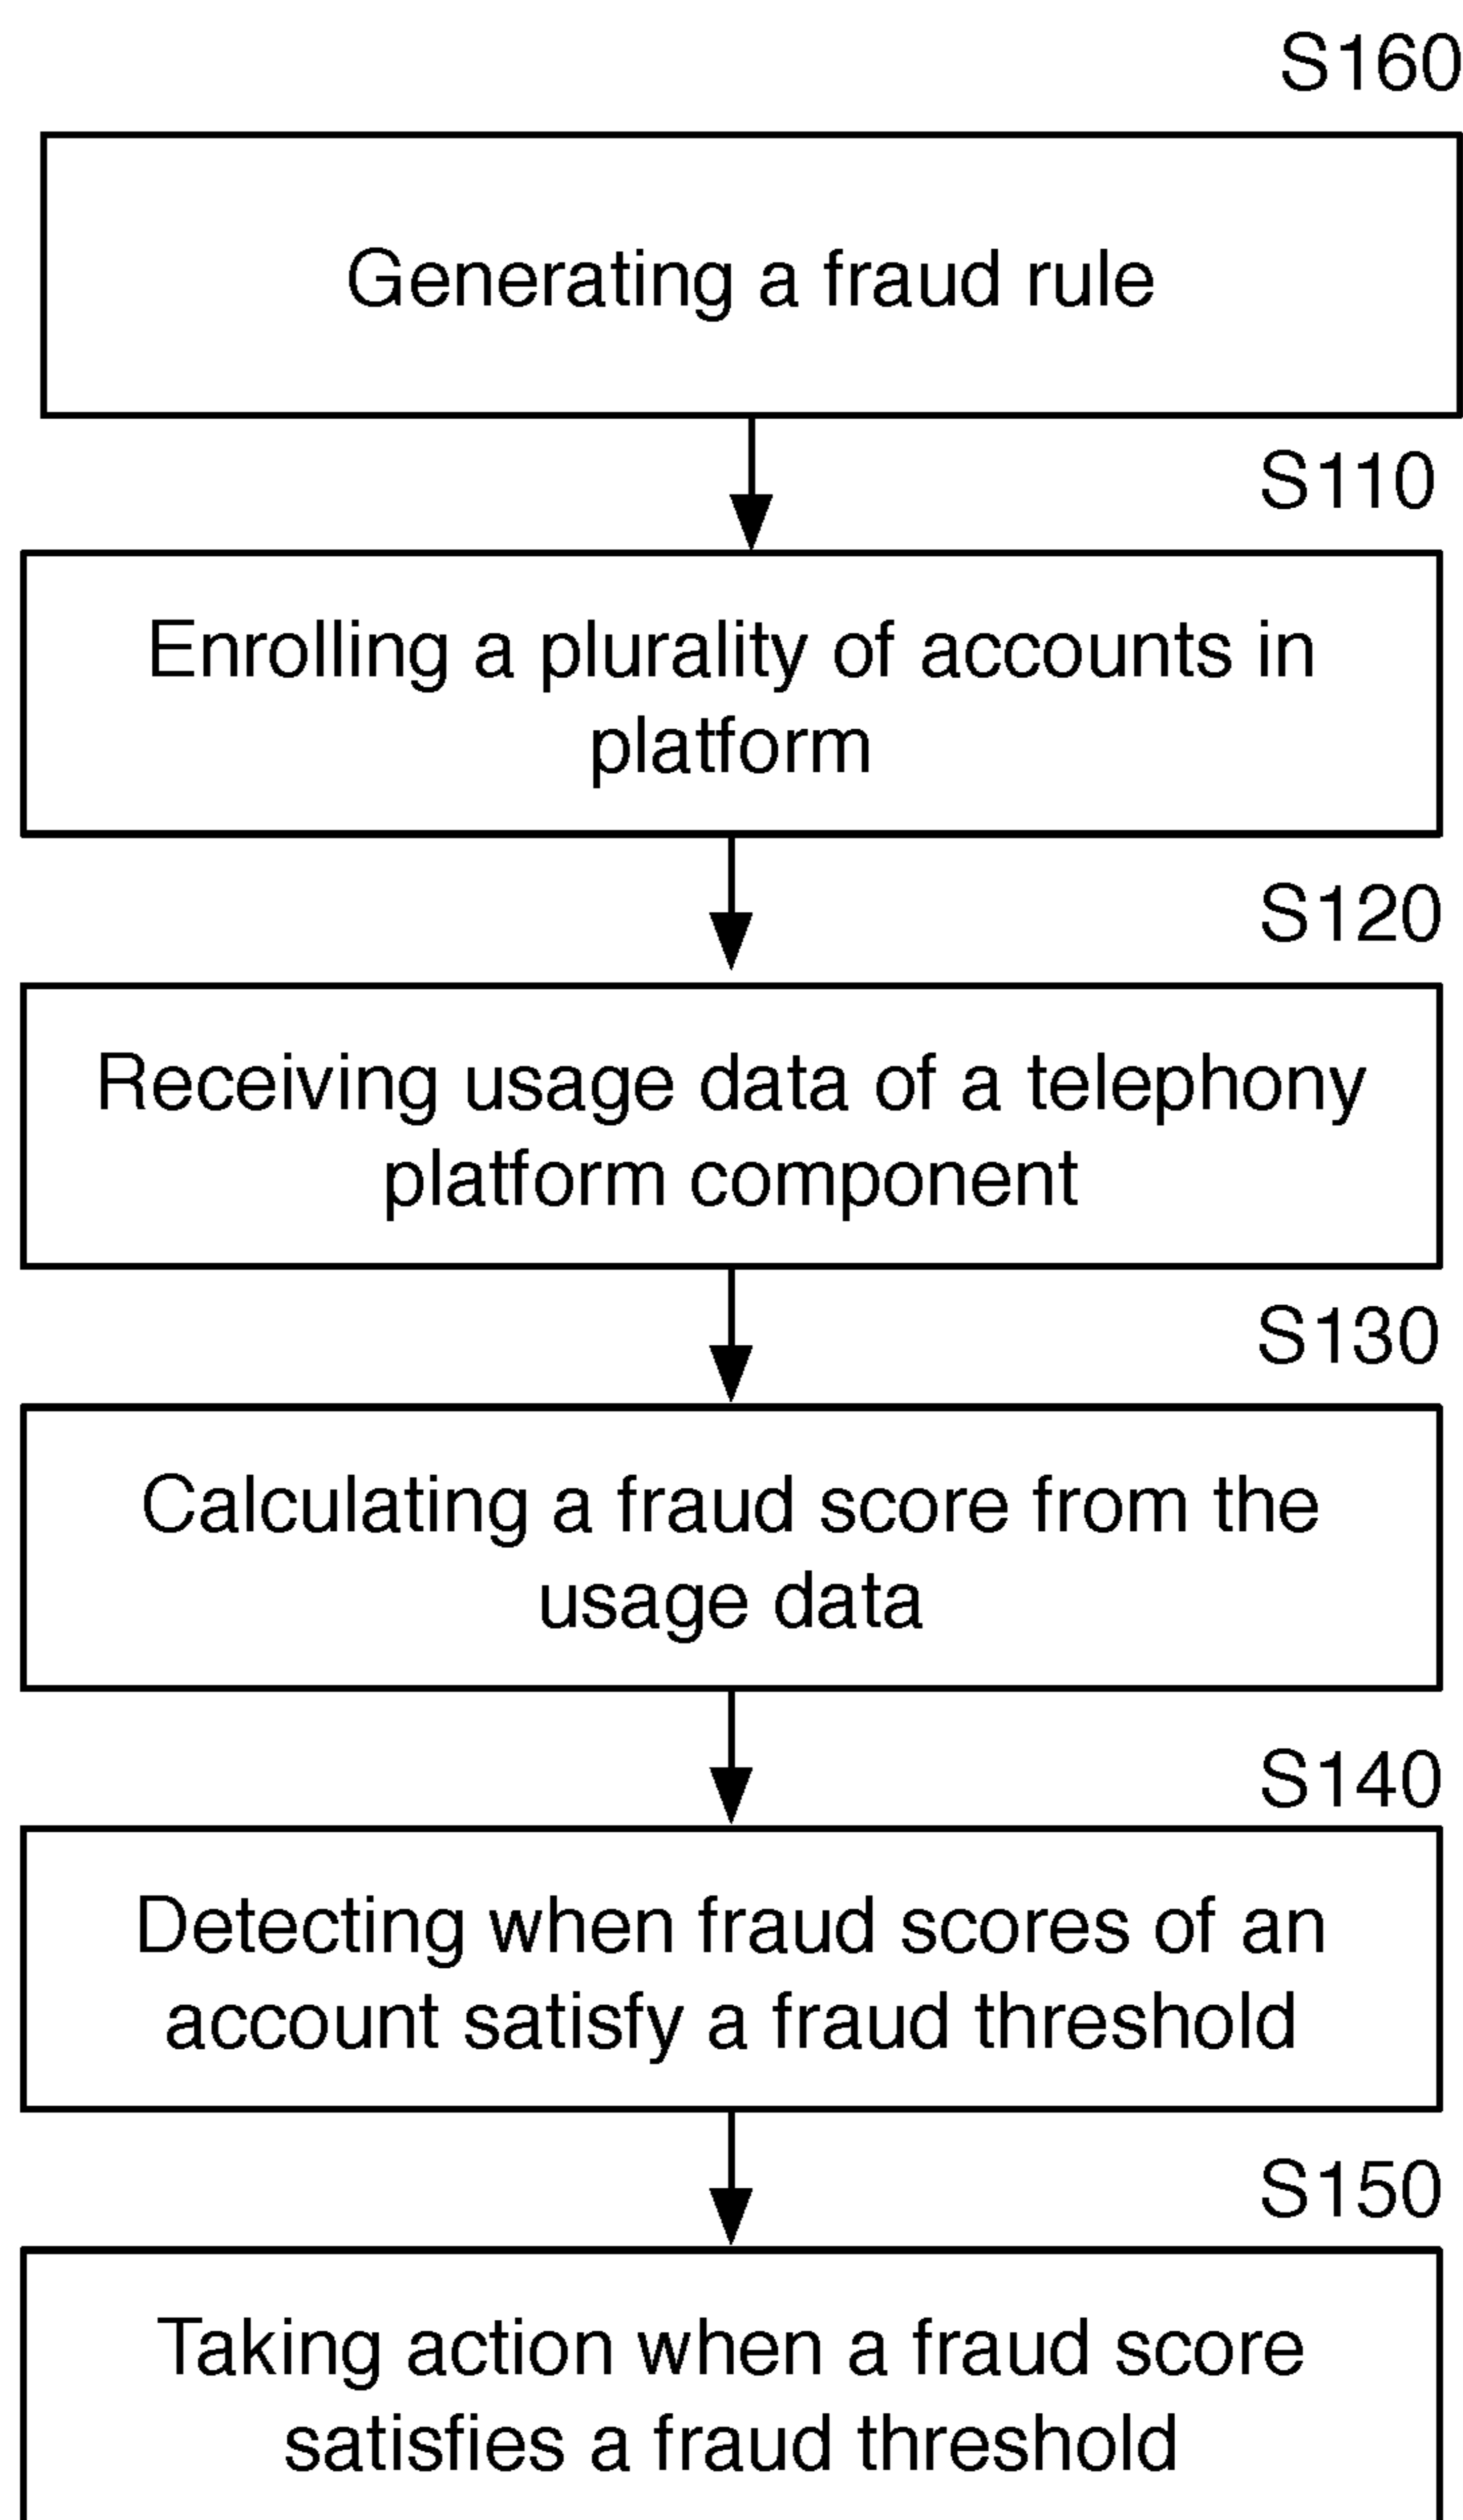 S160
Generating a fraud rule
S110
Enrolling a plurality of accounts in
platform
S120
Receiving usage data of a telephony
platform component
S130
Calculating a fraud score from the
usage data
S140
Detecting when fraud scores of an
account satisfy a fraud threshold
S150
Taking action when a fraud score
satisfies a fraud threshold